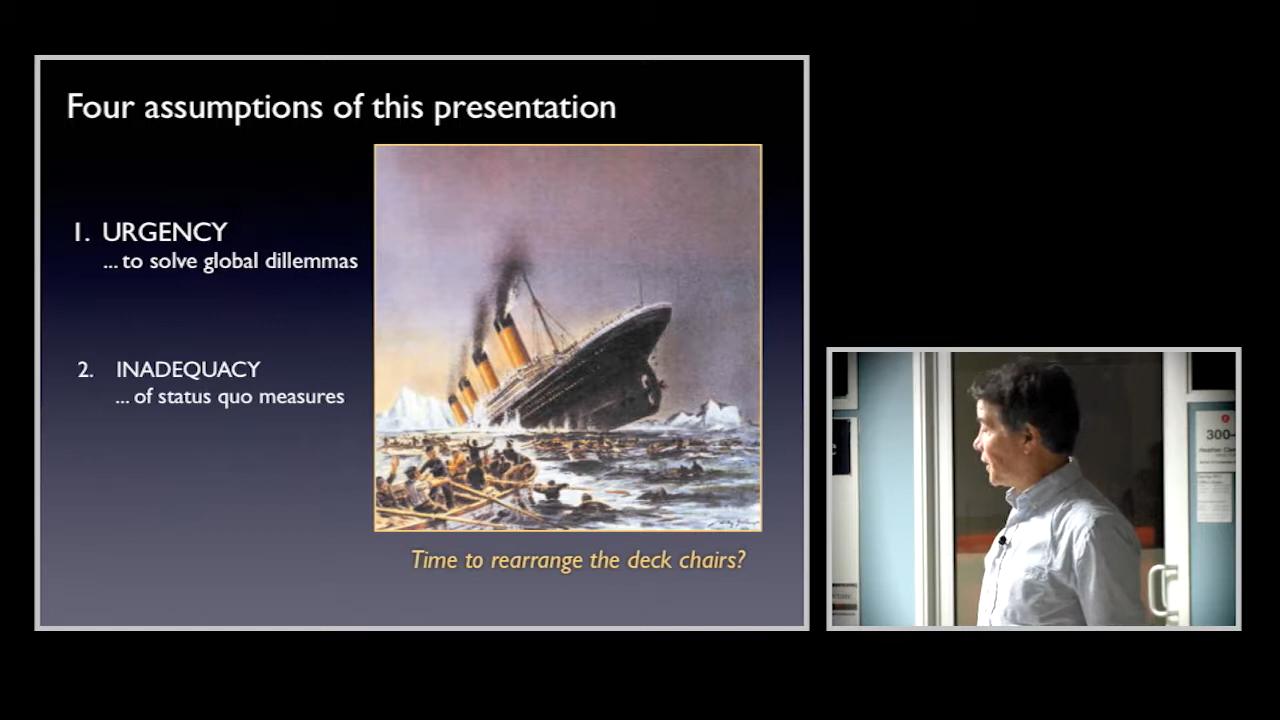 Four assumptions of this presentation
1. URGENCY
... to solve global dillemmas
2. INADEQUACY
... of status quo measures
Time to rearrange the deck chairs?
300-